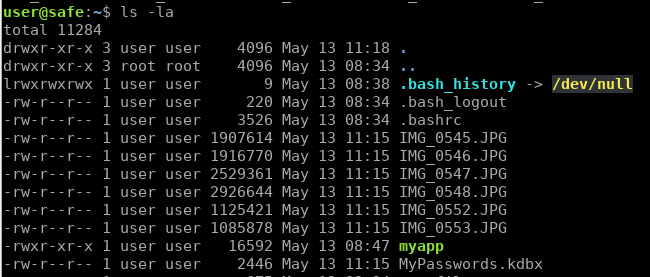 user@safe:~$ ls -la
total 11284
drwxr-xr-x 3 user user    4096 May 13 11:18 .
drwxr-xr-x 3 root root    4096 May 13 08:34 ..
lrwxrwxrwx 1 user user       9 May 13 08:38 .bash_history -> /dev/null
-rw-r--r-- 1 user user     220 May 13 08:34 .bash_logout
-rw-r--r-- 1 user user    3526 May 13 08:34 .bashrc
-rw-r--r-- 1 user user 1907614 May 13 11:15 IMG_0545.JPG
-rw-r--r-- 1 user user 1916770 May 13 11:15 IMG_0546.JPG
-rw-r--r-- 1 user user 2529361 May 13 11:15 IMG_0547.JPG
-rw-r--r-- 1 user user 2926644 May 13 11:15 IMG_0548.JPG
-rw-r--r-- 1 user user 1125421 May 13 11:15 IMG_0552.JPG
-rw-r--r-- 1 user user 1085878 May 13 11:15 IMG_0553.JPG
-rwxr-xr-x 1 user user   16592 May 13 08:47 myapp
-rw-r--r-- 1 user user    2446 May 13 11:15 MyPasswords.kdbx